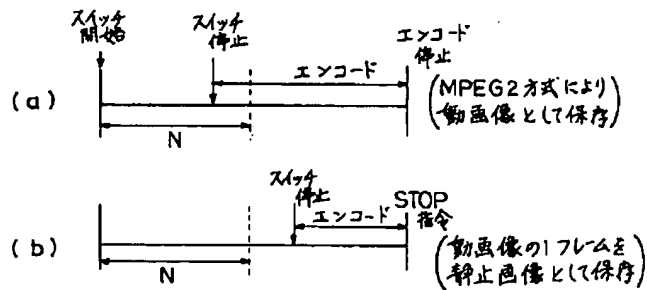 スイッチ
開始
スイッチ
停止
エンコード
停止
エンコード
(a)
(MPEG2方式により
動画像として保存)
N
スイッチ
停止
STOP
指令
エンコード
(b)
(動画像の1フレームを
静止画像として保存)
N